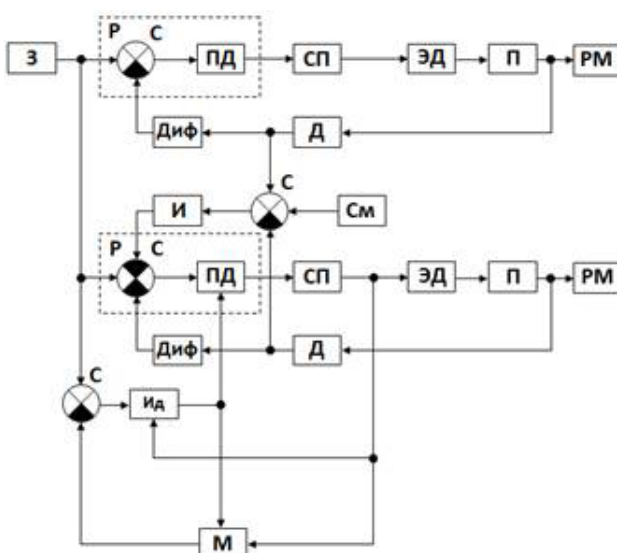 Р С
З ПД СП ЭД П РМ
Диф Д
С
И См
Р С
ПД СП ЭД П РМ
Диф Д
С
Ид
М